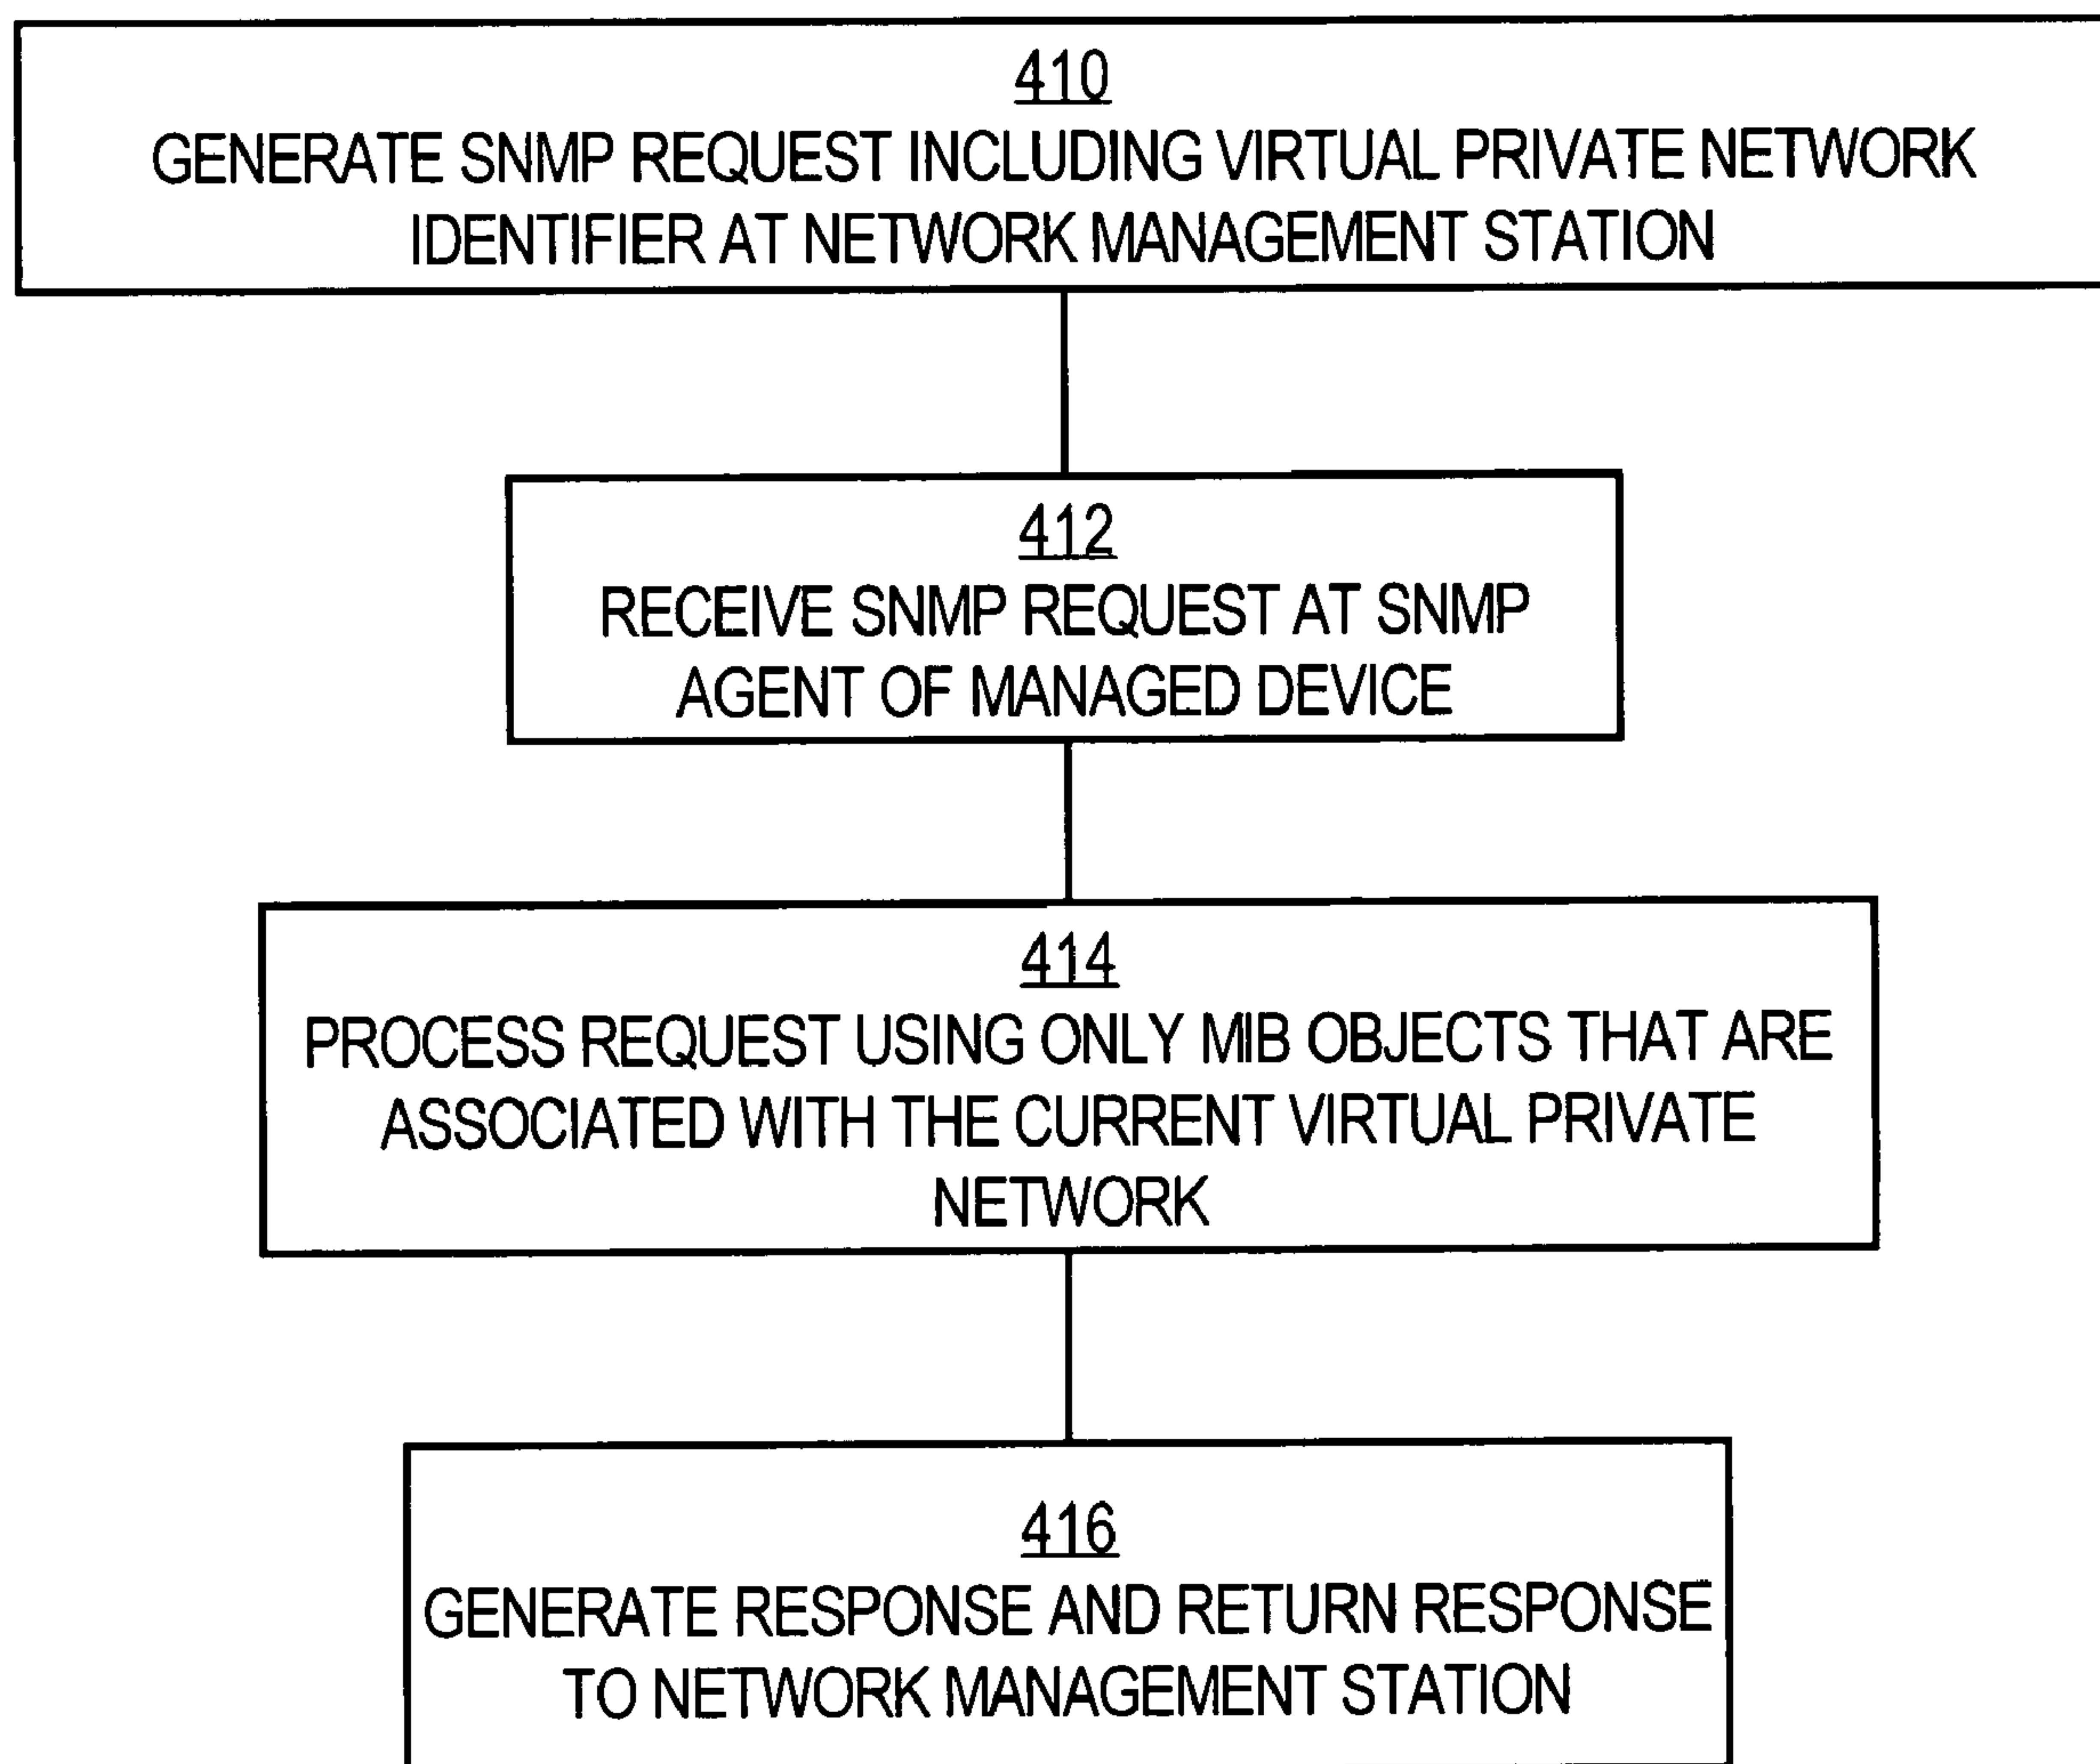 410
GENERATE SNMP REQUEST INCLUDING VIRTUAL PRIVATE NETWORK
IDENTIFIER AT NETWORK MANAGEMENT STATION
412
RECEIVE SNMP REQUEST AT SNMP
AGENT OF MANAGED DEVICE
414
PROCESS REQUEST USING ONLY MIB OBJECTS THAT ARE
ASSOCIATED WITH THE CURRENT VIRTUAL PRIVATE
NETWORK
416
GENERATE RESPONSE AND RETURN RESPONSE
TO NETWORK MANAGEMENT STATION